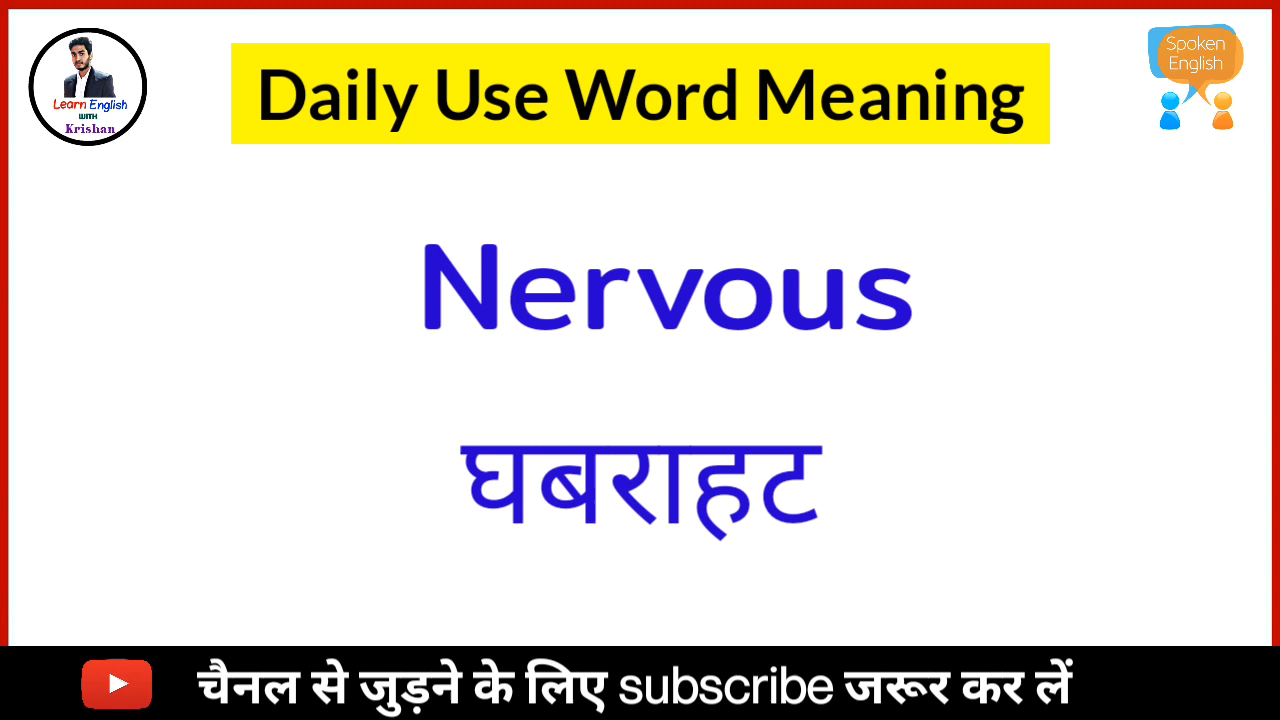 Learn English
WITH
Krishan
Daily Use Word Meaning
Spoken
English
Nervous
घबराहट
चैनल से जुड़ने के लिए subscribe जरूर कर लें